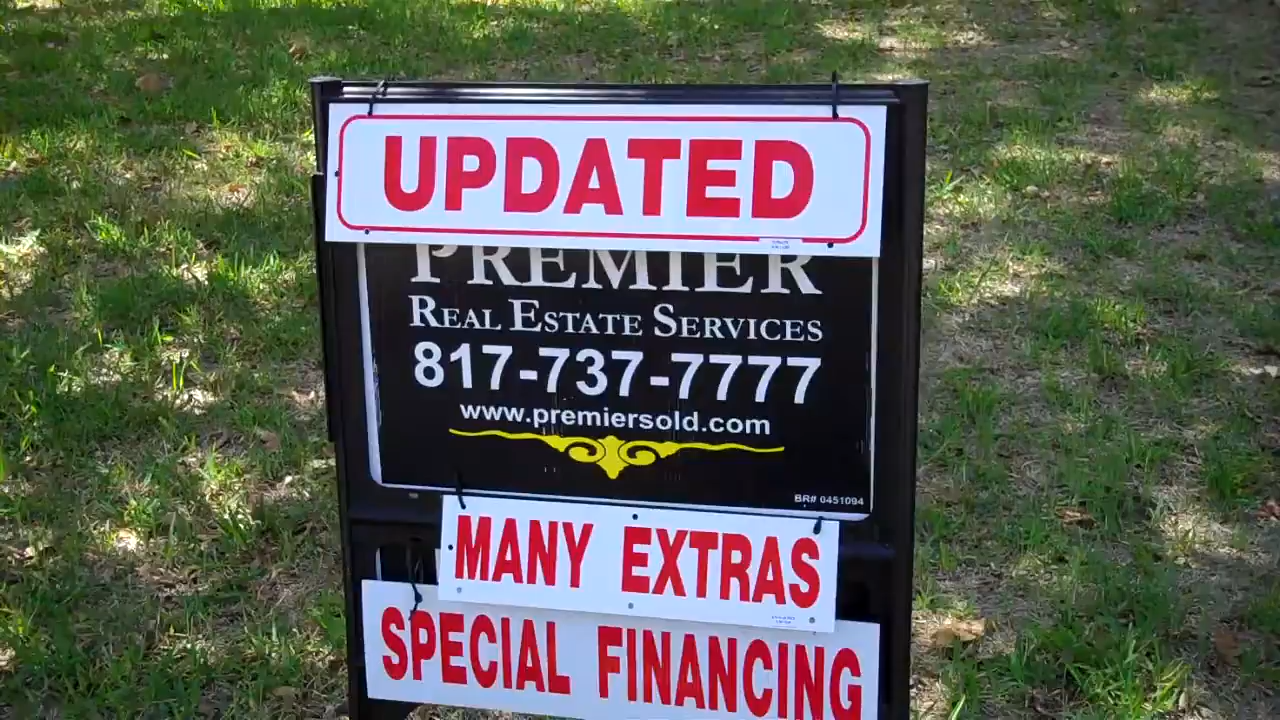 UPDATED
PREMIER
REAL ESTATE SERVICES
817-737-7777
www.premiersold.com
BR# 0451094
MANY EXTRAS
SPECIAL FINANCING